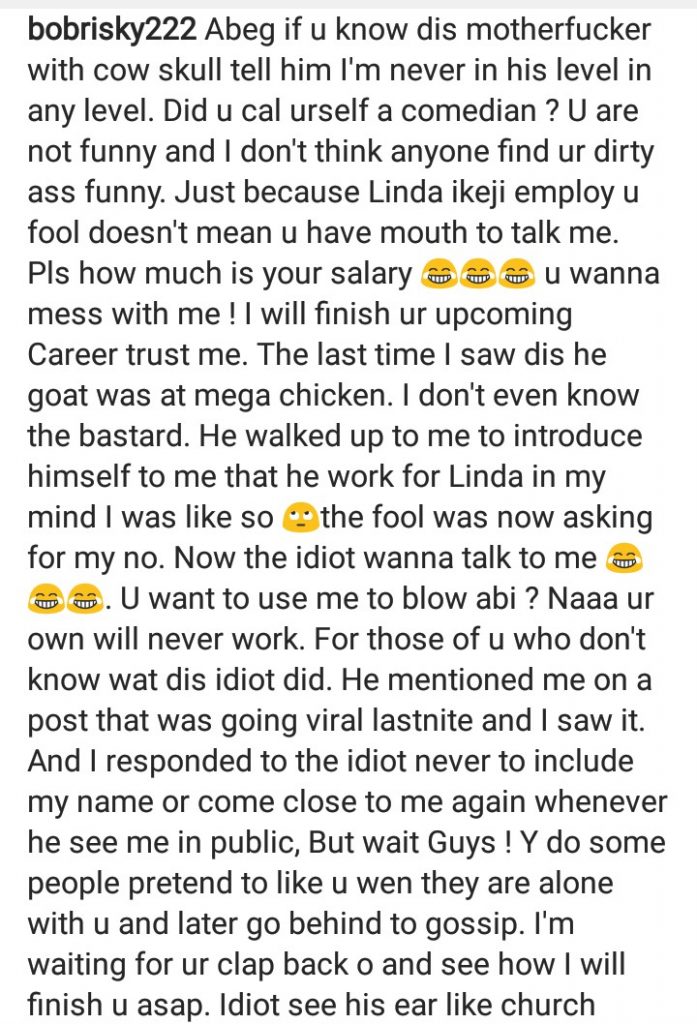 bobrisky222 Abeg if u know dis motherfucker
with cow skull tell him I'm never in his level in
any level. Did u cal urself a comedian ? U are
not funny and I don't think anyone find ur dirty
ass funny. Just because Linda ikeji employ u
fool doesn't mean u have mouth to talk me.
Pls how much is your salary 😂😂😂 u wanna
mess with me ! I will finish ur upcoming
Career trust me. The last time I saw dis he
goat was at mega chicken. I don't even know
the bastard. He walked up to me to introduce
himself to me that he work for Linda in my
mind I was like so 🙄the fool was now asking
for my no. Now the idiot wanna talk to me 😂
😂😂. U want to use me to blow abi ? Naaa ur
own will never work. For those of u who don't
know wat dis idiot did. He mentioned me on a
post that was going viral lastnite and I saw it.
And I responded to the idiot never to include
my name or come close to me again whenever
he see me in public, But wait Guys ! Y do some
people pretend to like u wen they are alone
with u and later go behind to gossip. I'm
waiting for ur clap back o and see how I will
finish u asap. Idiot see his ear like church